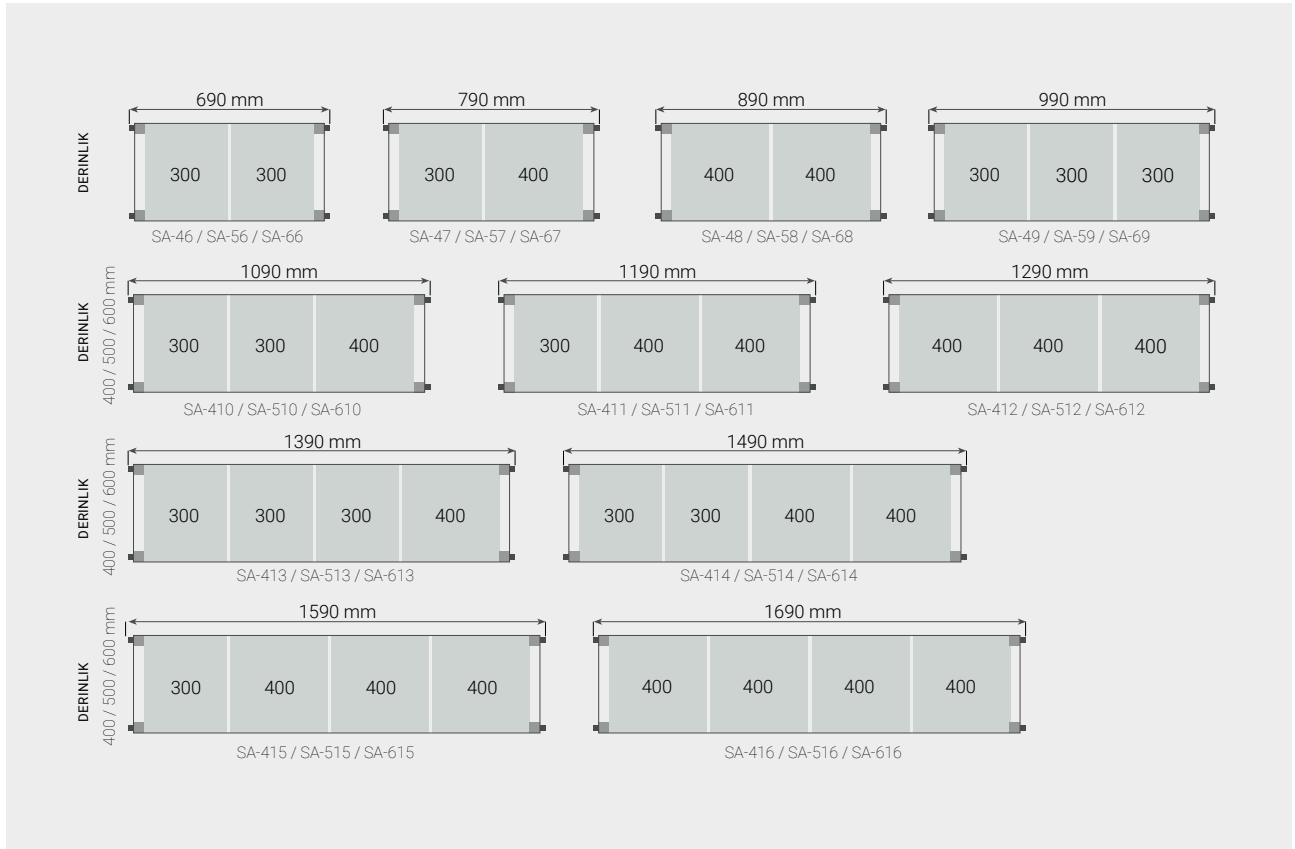 690 mm
790 mm
890 mm
990 mm
DERINLIK
300 300
300 400
400 400
300 300 300
SA-46 / SA-56 / SA-66
SA-47 / SA-57 / SA-67
SA-48 / SA-58 / SA-68
SA-49 / SA-59 / SA-69
1090 mm
1190 mm
1290 mm
DERINLIK
400 / 500 / 600 mm
300 300 400
300 400 400
400 400 400
SA-410 / SA-510 / SA-610
SA-411 / SA-511 / SA-611
SA-412 / SA-512 / SA-612
1390 mm
1490 mm
DERINLIK
400 / 500 / 600 mm
300 300 300 400
300 300 400 400
SA-413 / SA-513 / SA-613
SA-414 / SA-514 / SA-614
1590 mm
1690 mm
DERINLIK
400 / 500 / 600 mm
300 400 400 400
400 400 400 400
SA-415 / SA-515 / SA-615
SA-416 / SA-516 / SA-616